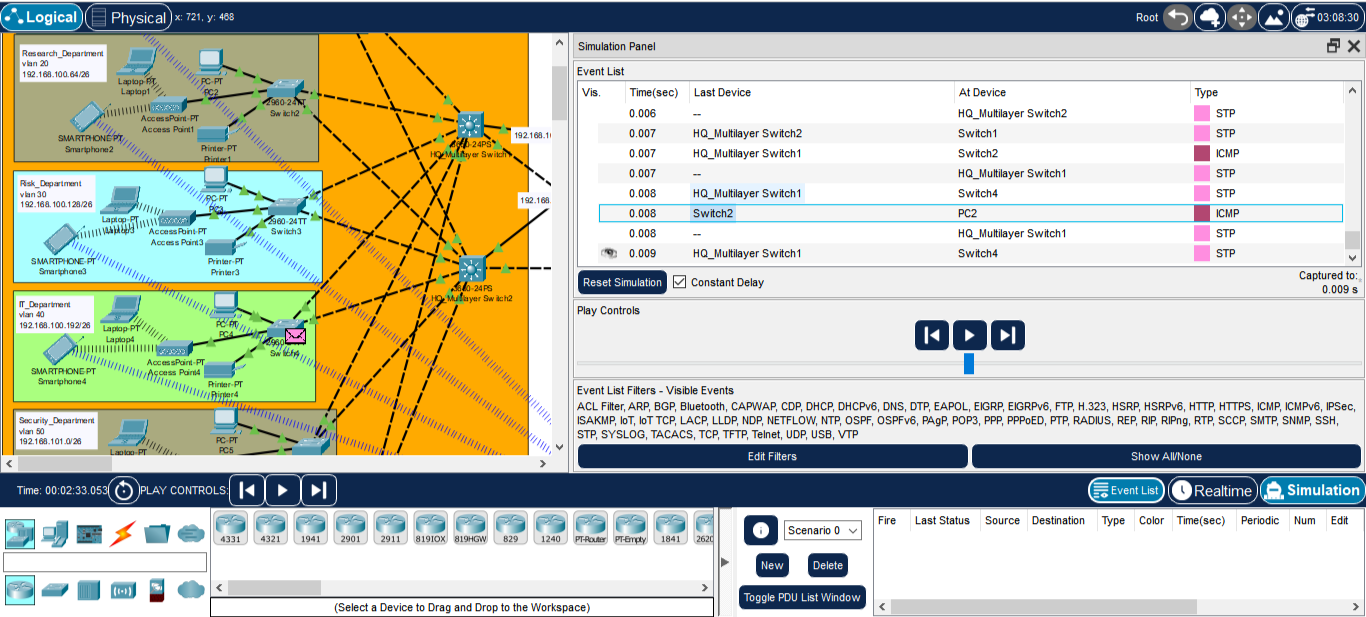 Logical
Physical
x: 721, y: 468
Root
03:08:30
Research_Department
vlan 20
192.168.100.64/26
Laptop-PT
Laptop1
PC-PT
PC2
2960-24TT
Switch2
AccessPoint-PT
Access Point1
SMARTPHONE-PT
Smartphone2
Printer-PT
Printer1
HQ_Multilayer Switch1
192.168.1
Risk_Department
vlan 30
192.168.100.128/26
Laptop-PT
Laptop3
PC-PT
PC3
2960-24TT
Switch3
AccessPoint-PT
Access Point3
SMARTPHONE-PT
Smartphone3
Printer-PT
Printer3
192.168.
HQ_Multilayer Switch2
IT_Department
vlan 40
192.168.100.192/26
Laptop-PT
Laptop4
PC-PT
PC4
Switch4
AccessPoint-PT
Access Point4
SMARTPHONE-PT
Smartphone4
Printer-PT
Printer4
Security_Department
vlan 50
192.168.101.0/26
Laptop-PT
PC-PT
PC5
Simulation Panel
Event List
Vis. Time(sec) Last Device At Device Type
0.006 -- HQ_Multilayer Switch2 STP
0.007 HQ_Multilayer Switch2 Switch1 STP
0.007 HQ_Multilayer Switch1 Switch2 ICMP
0.007 -- HQ_Multilayer Switch1 STP
0.008 HQ_Multilayer Switch1 Switch4 STP
0.008 Switch2 PC2 ICMP
0.008 -- HQ_Multilayer Switch1 STP
0.009 HQ_Multilayer Switch1 Switch4 STP
Reset Simulation
Constant Delay
Captured to:
0.009 s
Play Controls
Event List Filters - Visible Events
ACL Filter, ARP, BGP, Bluetooth, CAPWAP, CDP, DHCP, DHCPv6, DNS, DTP, EAPOL, EIGRP, EIGRPv6, FTP, H.323, HSRP, HSRPv6, HTTP, HTTPS, ICMP, ICMPv6, IPSec,
ISAKMP, IoT, IoT TCP, LACP, LLDP, NDP, NETFLOW, NTP, OSPF, OSPFv6, PAgP, POP3, PPP, PPPoED, PTP, RADIUS, REP, RIP, RIPng, RTP, SCCP, SMTP, SNMP, SSH,
STP, SYSLOG, TACACS, TCP, TFTP, Telnet, UDP, USB, VTP
Edit Filters
Show All/None
Time: 00:02:33.053
PLAY CONTROLS:
Event List
Realtime
Simulation
4331 4321 1941 2901 2911 819IOX 819HGW 829 1240 PT-Router PT-Empty 1841 2620
(Select a Device to Drag and Drop to the Workspace)
Scenario 0
New
Delete
Toggle PDU List Window
Fire Last Status Source Destination Type Color Time(sec) Periodic Num Edit